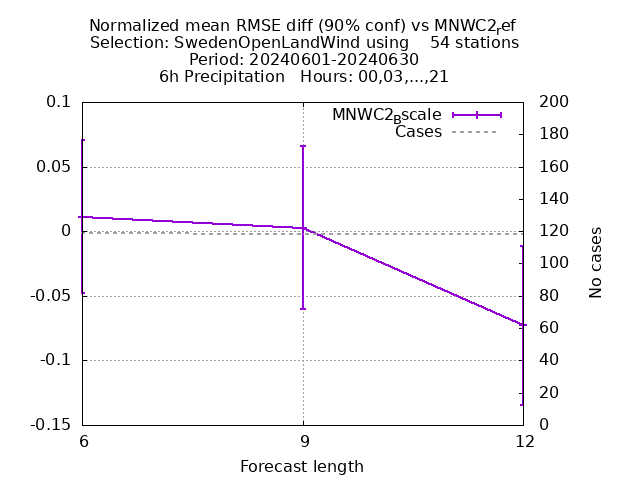 Normalized mean RMSE diff (90% conf) vs MNWC2ref
Selection: SwedenOpenLandWind using 54 stations
Period: 20240601-20240630
6h Precipitation Hours: 00,03,...,21
MNWC2Bscale
Cases
0.1
0.05
0
-0.05
-0.1
-0.15
200
180
160
140
120
100
80
60
40
20
0
No cases
6
9
12
Forecast length